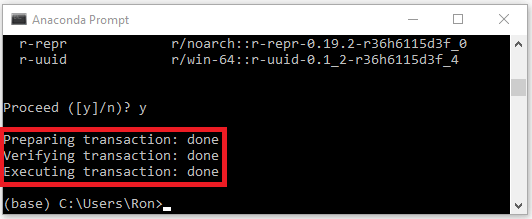 Anaconda Prompt
r-repr r/noarch::r-repr-0.19.2-r36h6115d3f_0
r-uuid r/win-64::r-uuid-0.1_2-r36h6115d3f_4
Proceed ([y]/n)? y
Preparing transaction: done
Verifying transaction: done
Executing transaction: done
(base) C:\Users\Ron>